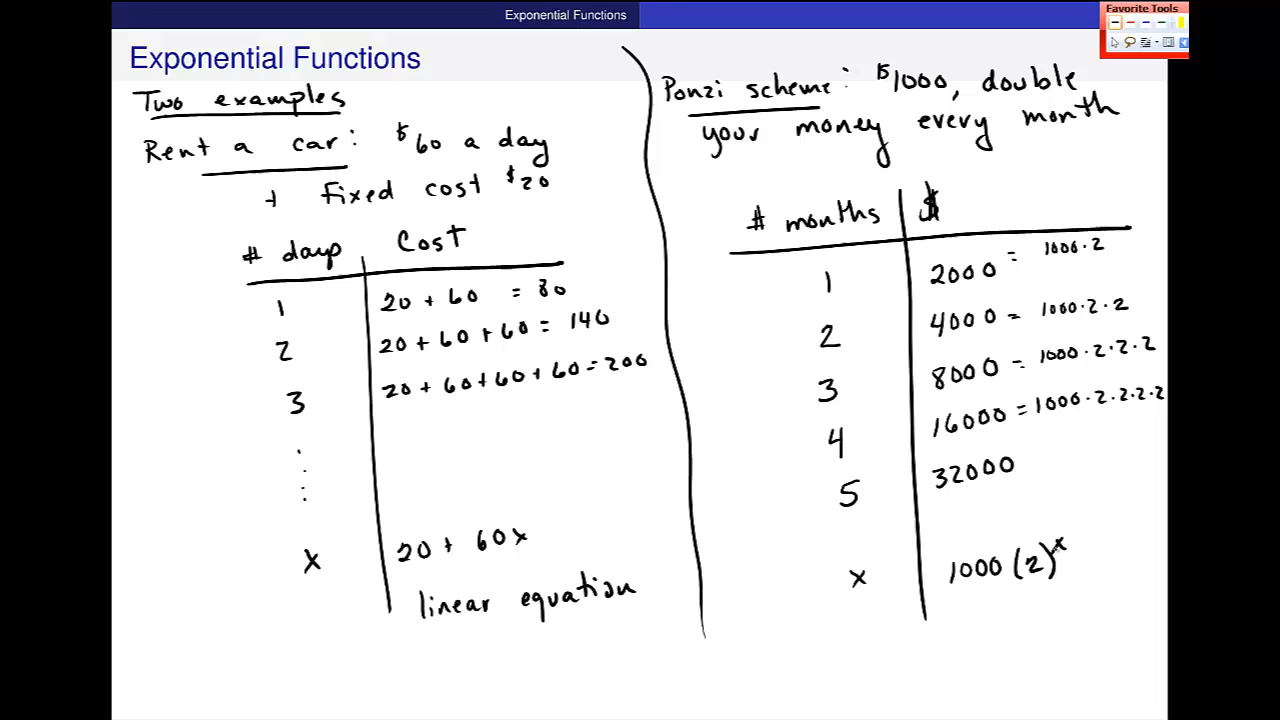 Exponential Functions
Favorite Tools
Exponential Functions
Two examples
Rent a car: $60 a day
+ Fixed cost $20
# days Cost
1 20 + 60 = 80
2 20 + 60 + 60 = 140
3 20 + 60 + 60 + 60 = 200
.
.
.
x 20 + 60x
linear equation
Ponzi scheme: $1000, double
your money every month
# months $
1 2000 = 1000·2
2 4000 = 1000·2·2
3 8000 = 1000·2·2·2
4 16000 = 1000·2·2·2·2
5 32000
x 1000(2)^x